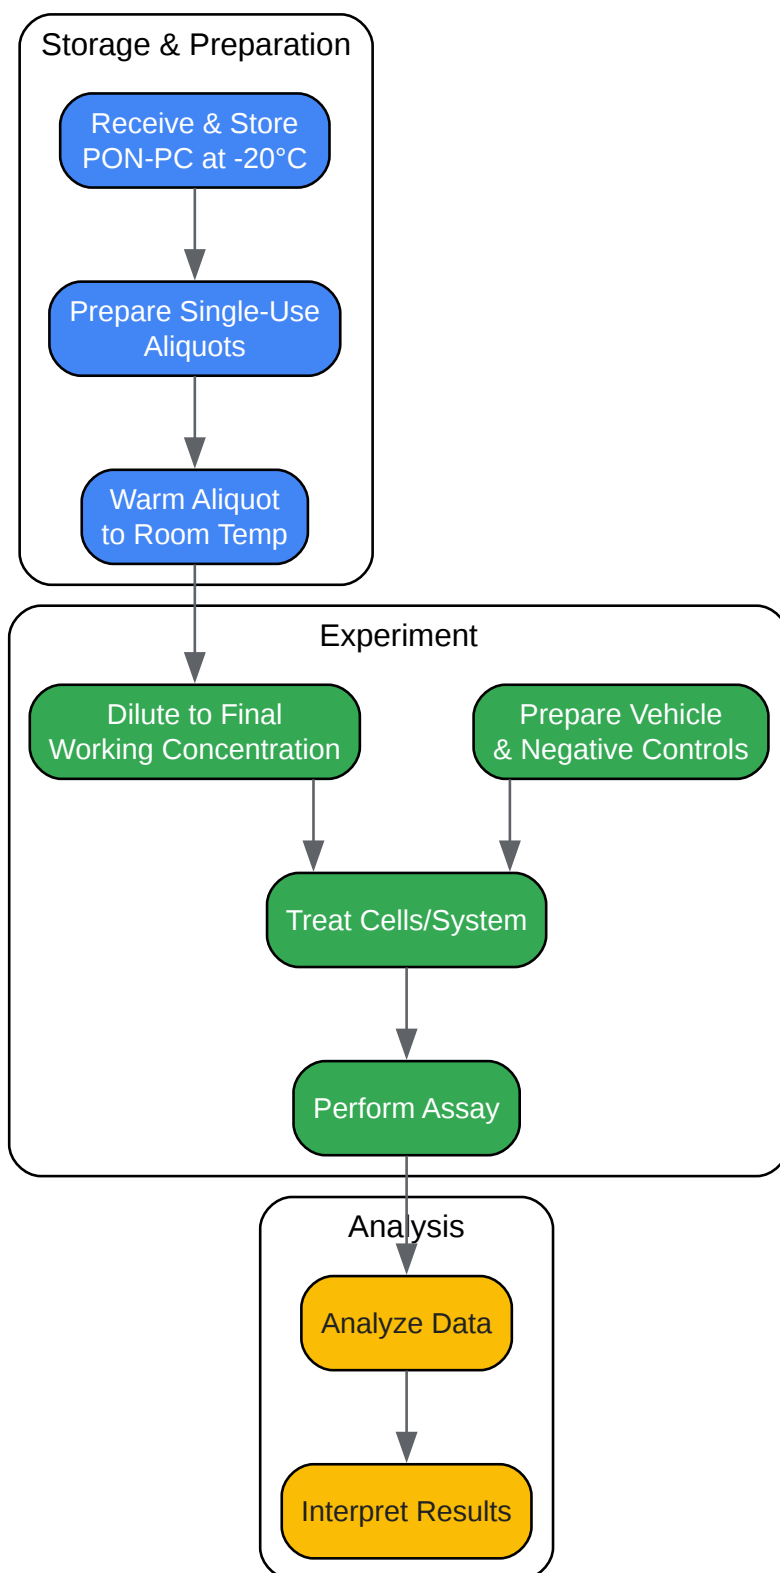 Storage & Preparation
Receive & Store
PON-PC at -20°C
Prepare Single-Use
Aliquots
Warm Aliquot
to Room Temp
Experiment
Dilute to Final
Working Concentration
Prepare Vehicle
& Negative Controls
Treat Cells/System
Perform Assay
Analysis
Analyze Data
Interpret Results